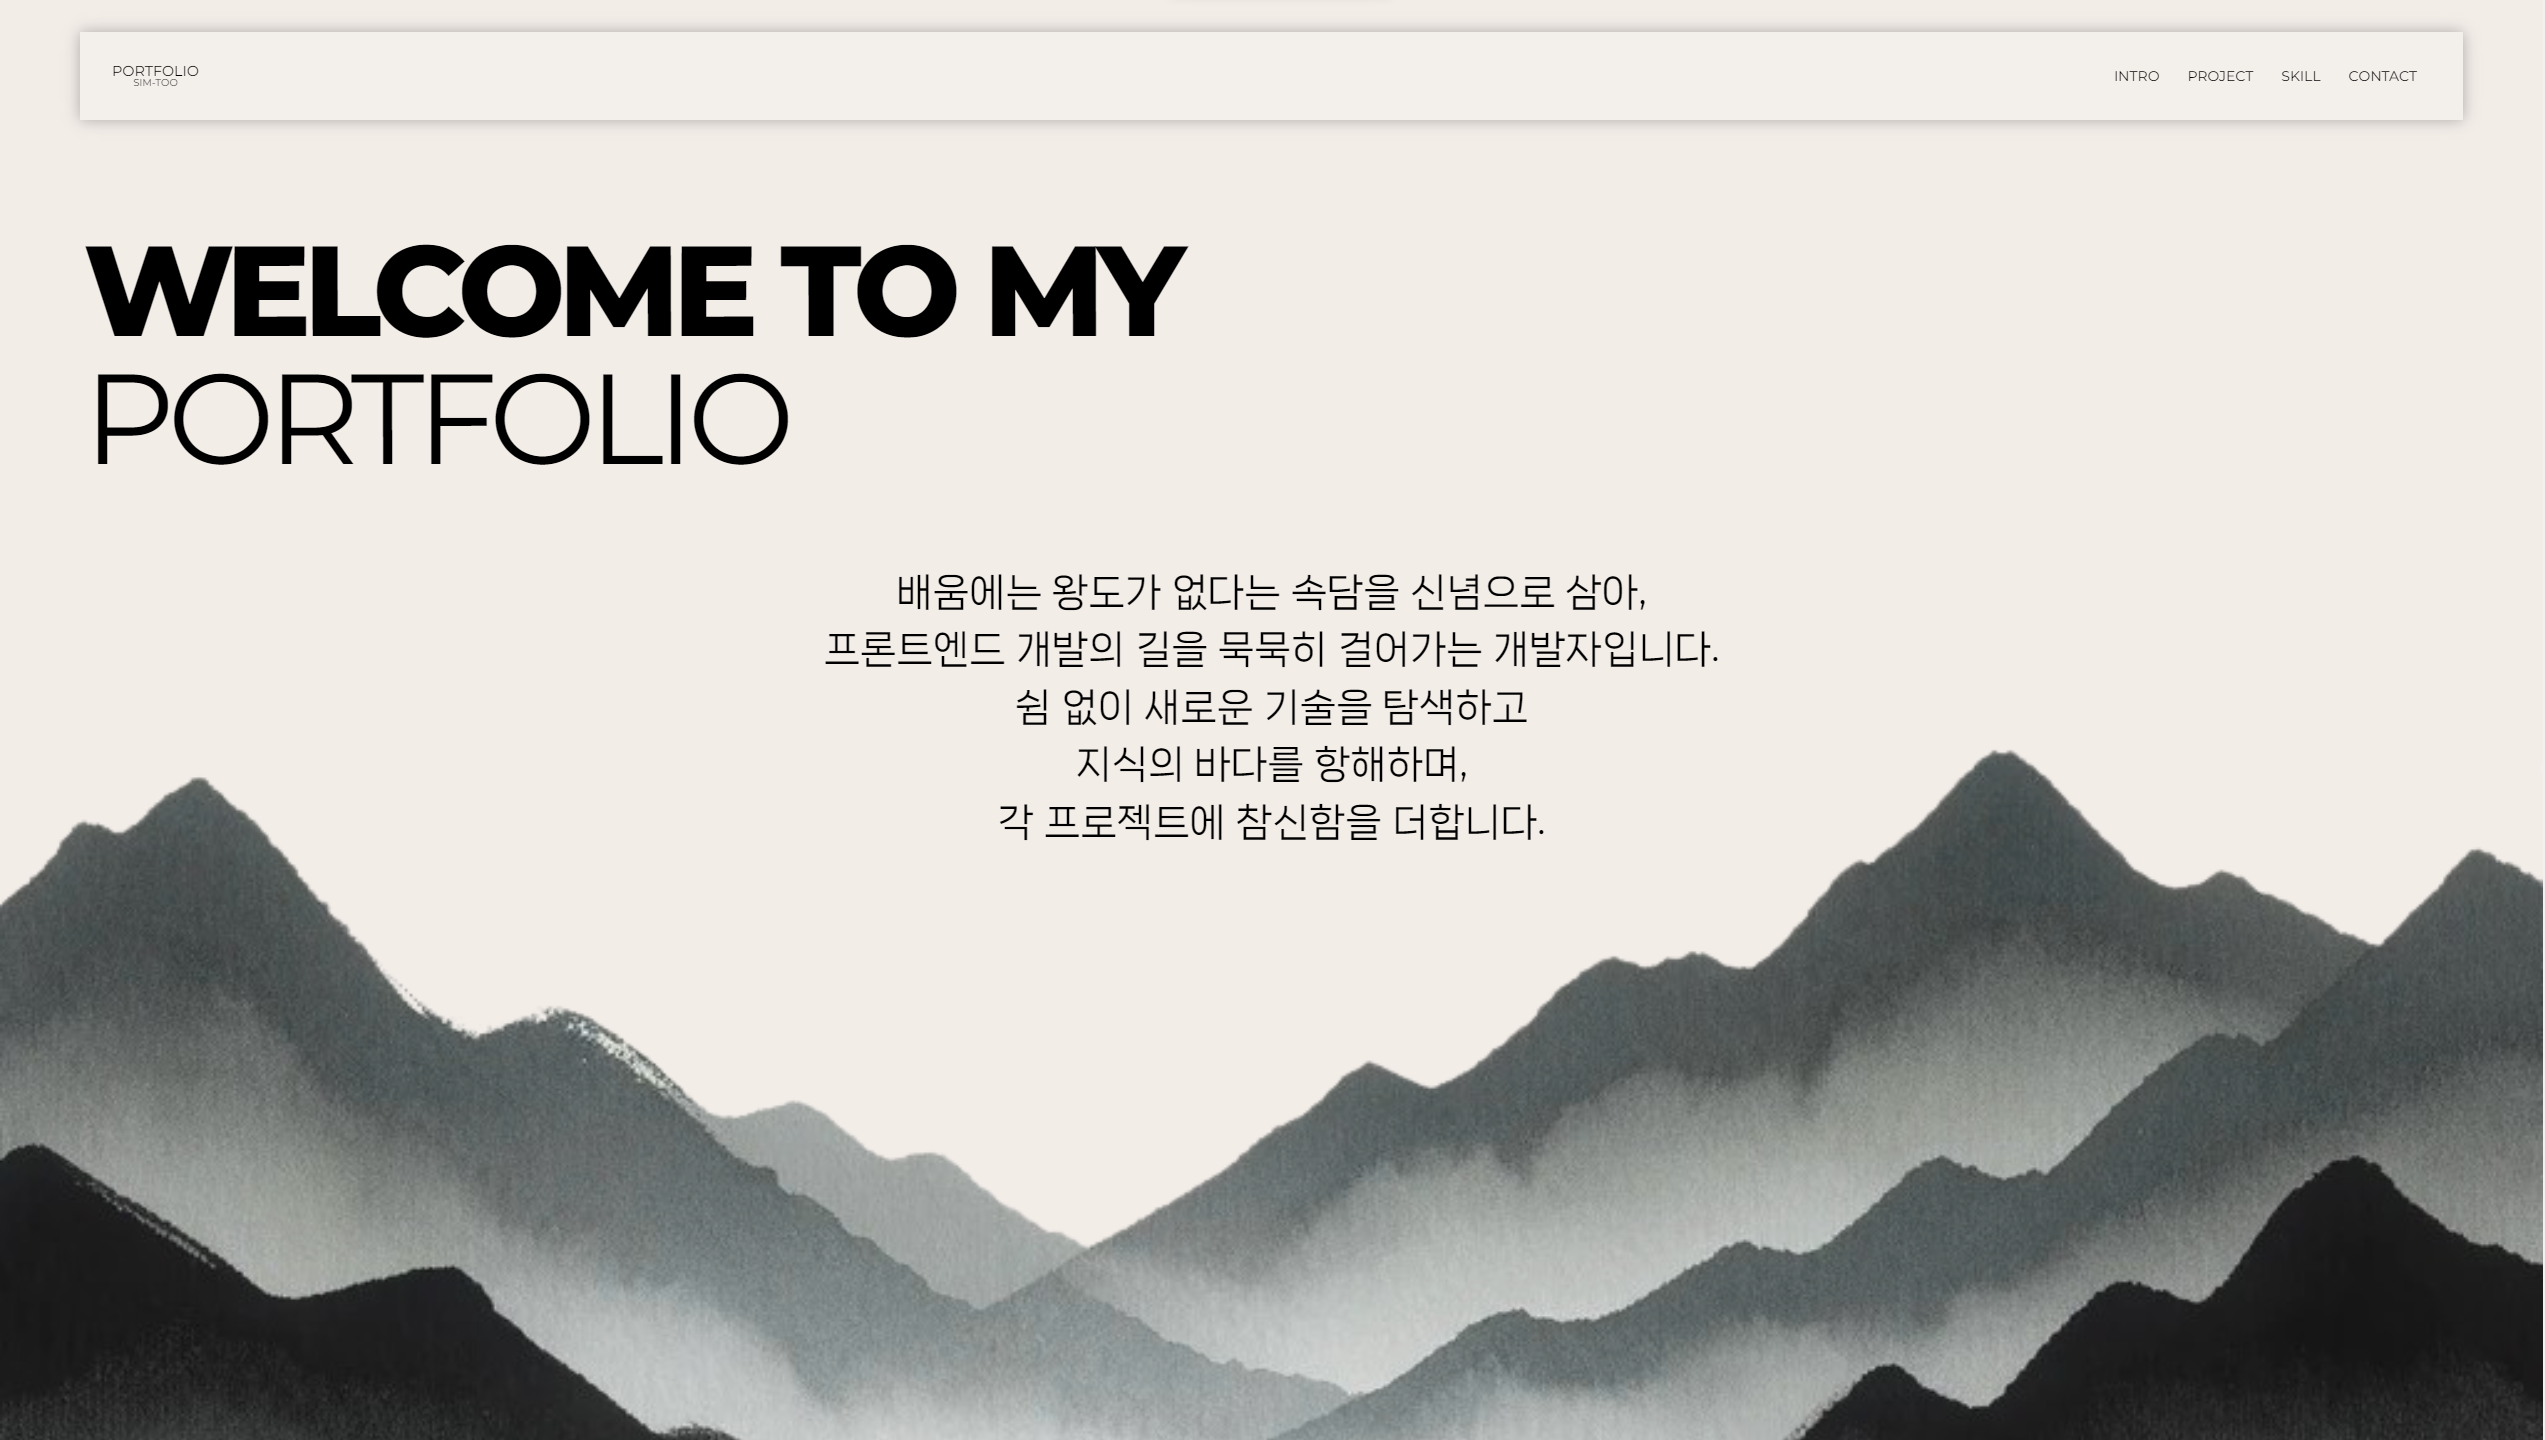 PORTFOLIO
SIM-TOO
INTRO PROJECT SKILL CONTACT
WELCOME TO MY
PORTFOLIO
배움에는 왕도가 없다는 속담을 신념으로 삼아,
프론트엔드 개발의 길을 묵묵히 걸어가는 개발자입니다.
쉼 없이 새로운 기술을 탐색하고
지식의 바다를 항해하며,
각 프로젝트에 참신함을 더합니다.